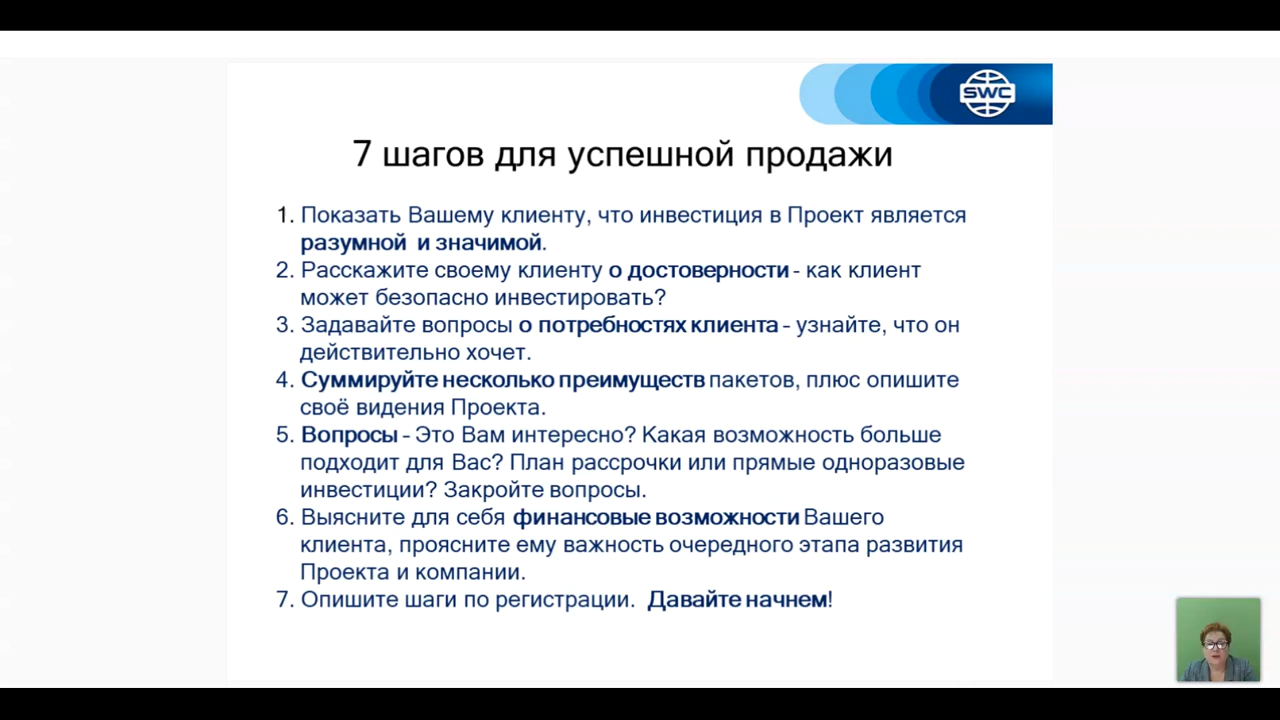 SWC
7 шагов для успешной продажи
1. Показать Вашему клиенту, что инвестиция в Проект является
разумной и значимой.
2. Расскажите своему клиенту о достоверности - как клиент
может безопасно инвестировать?
3. Задавайте вопросы о потребностях клиента - узнайте, что он
действительно хочет.
4. Суммируйте несколько преимуществ пакетов, плюс опишите
своё видения Проекта.
5. Вопросы - Это Вам интересно? Какая возможность больше
подходит для Вас? План рассрочки или прямые одноразовые
инвестиции? Закройте вопросы.
6. Выясните для себя финансовые возможности Вашего
клиента, проясните ему важность очередного этапа развития
Проекта и компании.
7. Опишите шаги по регистрации. Давайте начнем!